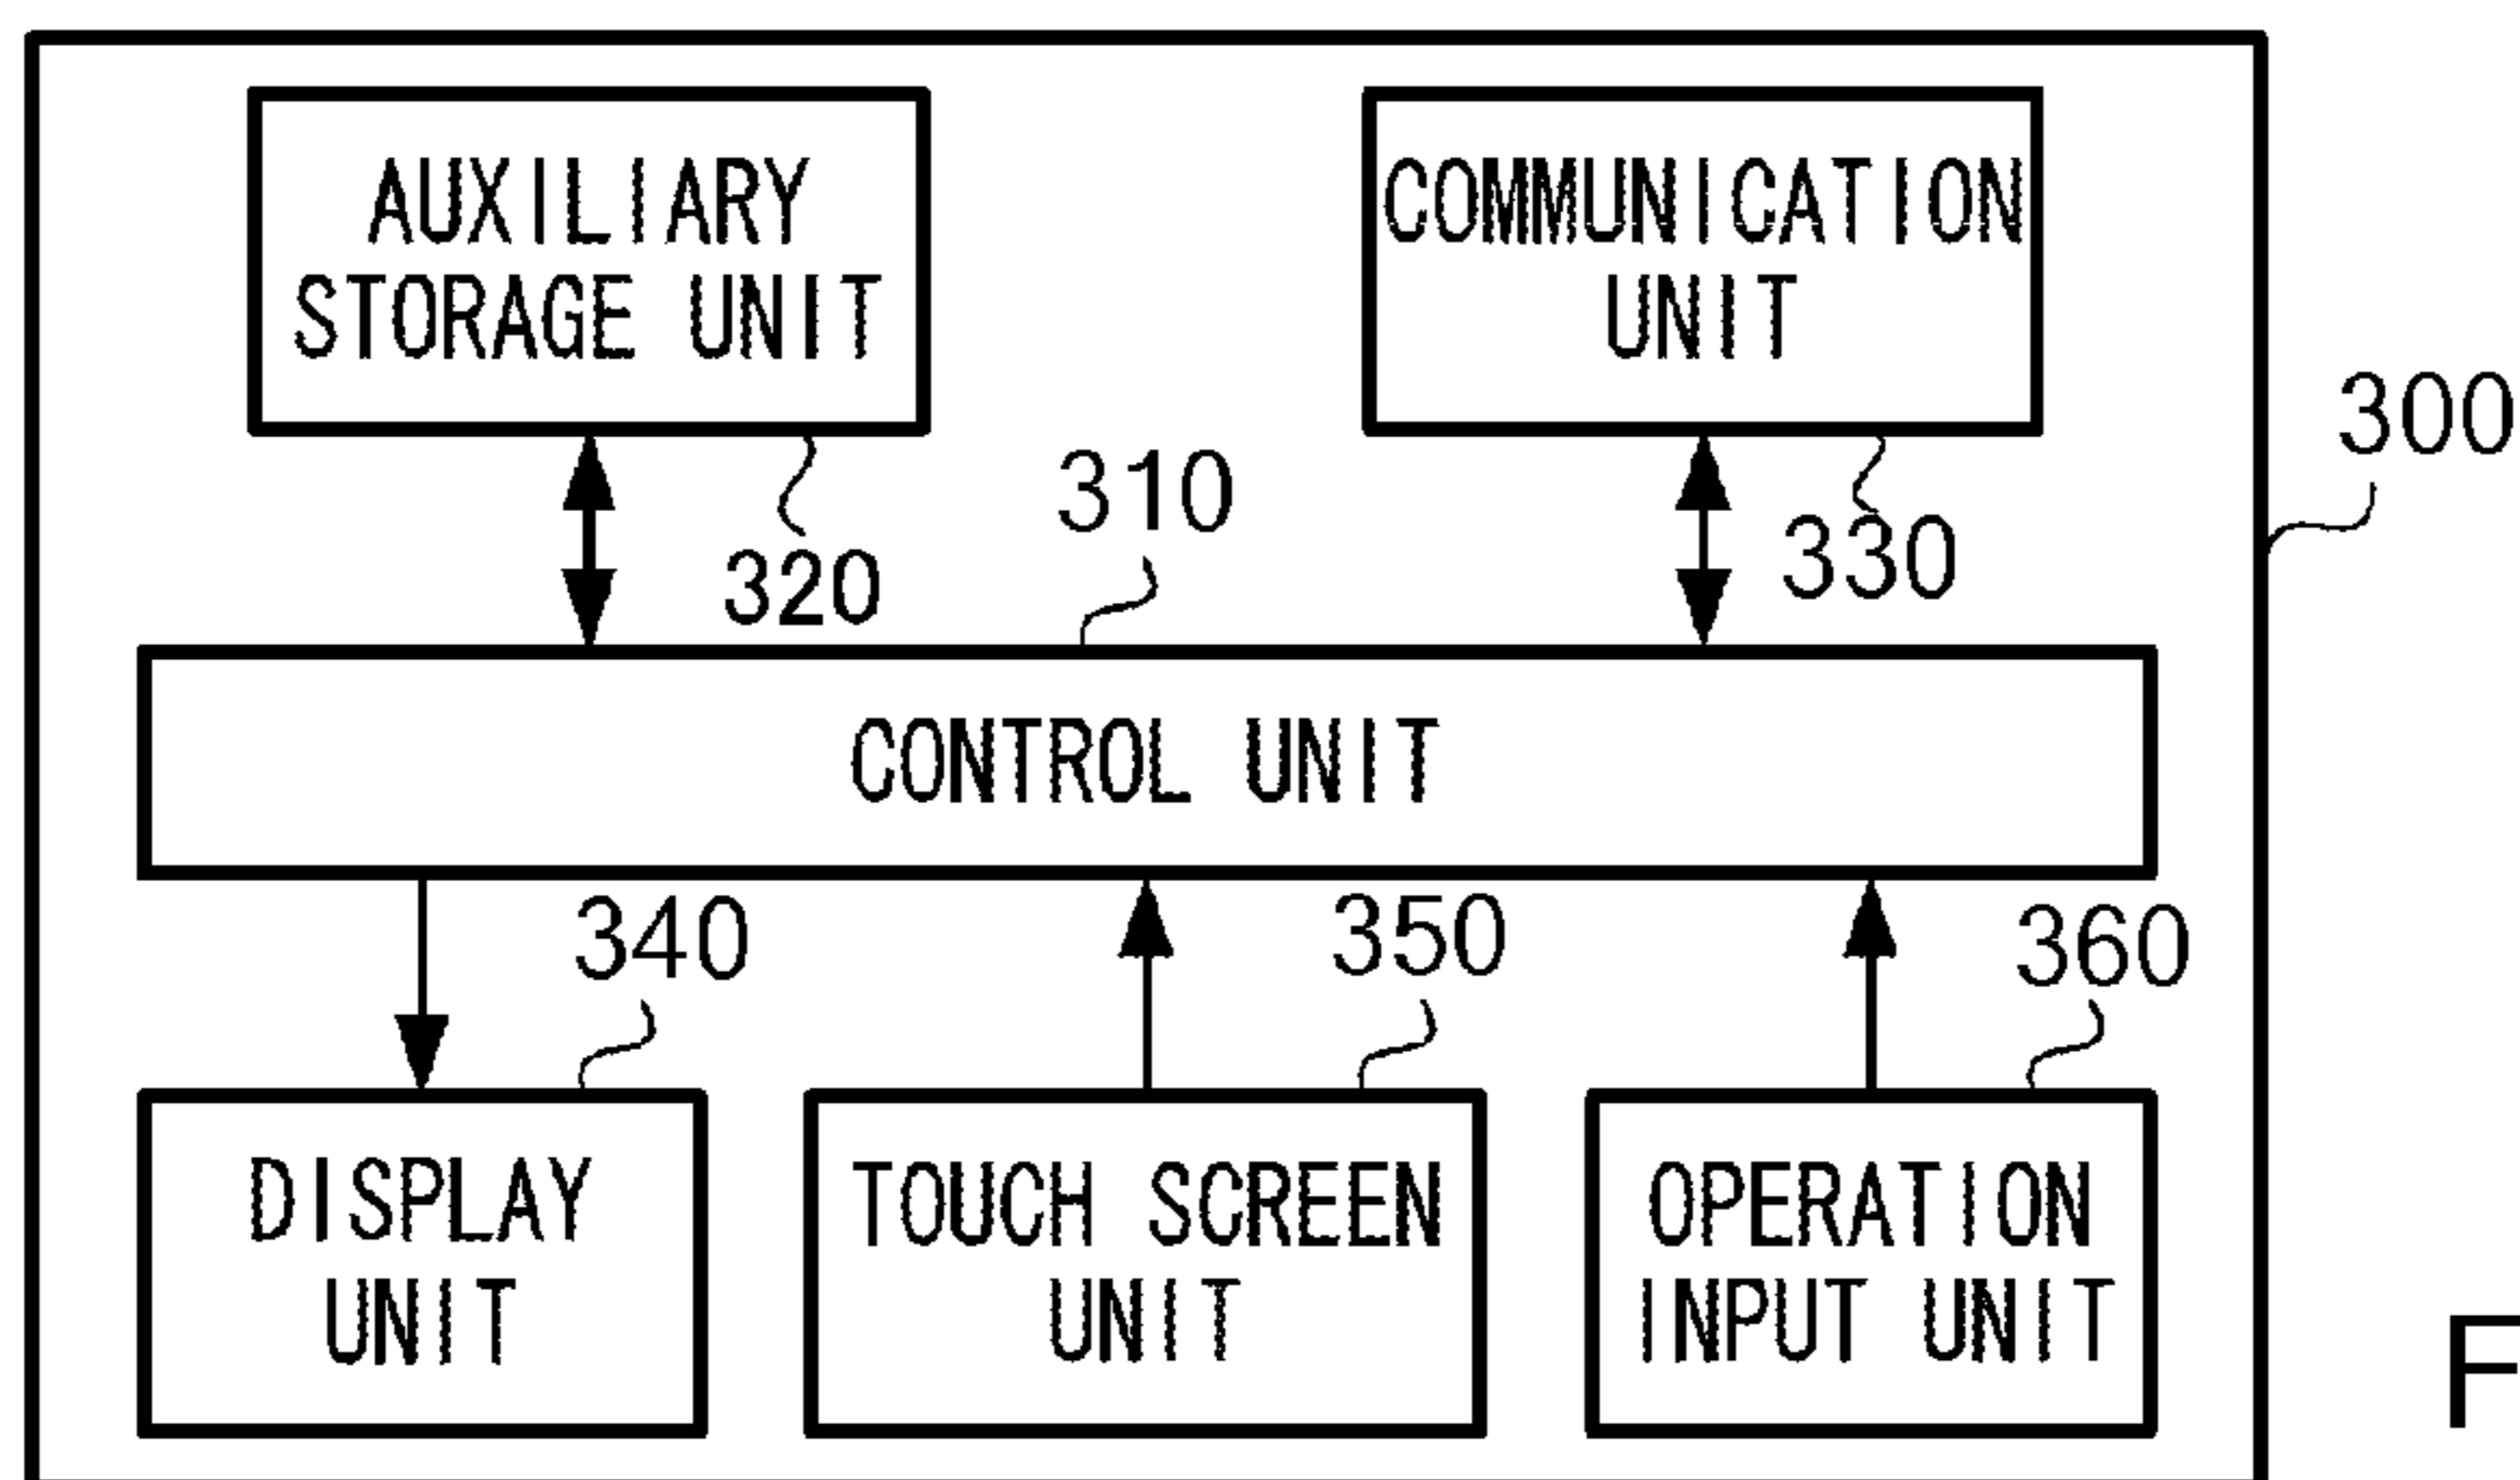 AUXILIARY
STORAGE UNIT
COMMUNICATION
UNIT
300
310
320
330
CONTROL UNIT
340
350
360
DISPLAY
UNIT
TOUCH SCREEN
UNIT
OPERATION
INPUT UNIT
F